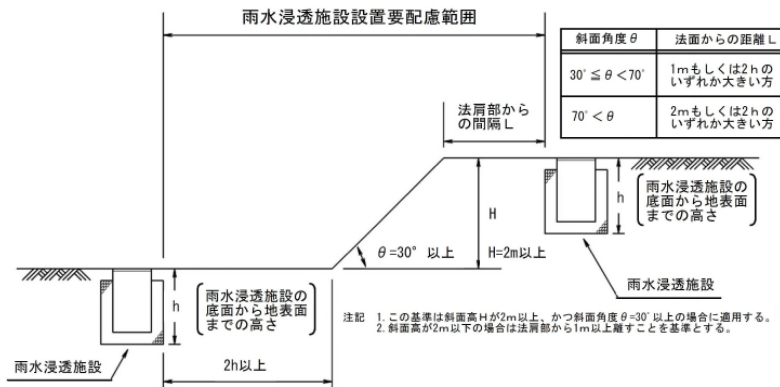 雨水浸透施設設置要配慮範囲
斜面角度θ
法面からの距離L
30°≦θ<70°
1mもしくは2hの
いずれか大きい方
70°<θ
2mもしくは2hの
いずれか大きい方
法肩部から
の間隔L
H
H=2m以上
θ=30°以上
h
雨水浸透施設の
底面から地表面
までの高さ
雨水浸透施設
h
雨水浸透施設の
底面から地表面
までの高さ
雨水浸透施設
2h以上
注記 1. この基準は斜面高Hが2m以上、かつ斜面角度θ=30°以上の場合に適用する。
2. 斜面高が2m以下の場合は法肩部から1m以上離すことを基準とする。